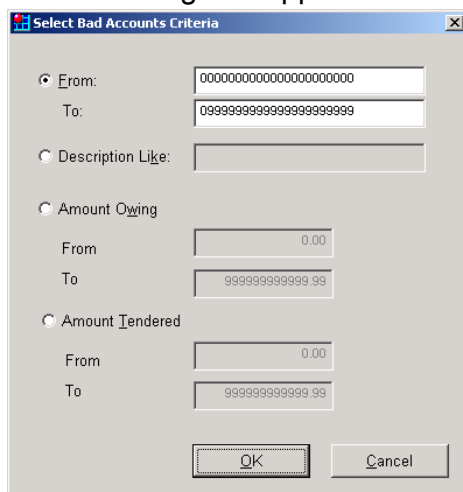 Select Bad Accounts Criteria
From: 0000000000000000000000
To: 0999999999999999999999
Description Like:
Amount Owing
From 0.00
To 999999999999.99
Amount Tendered
From 0.00
To 999999999999.99
OK Cancel